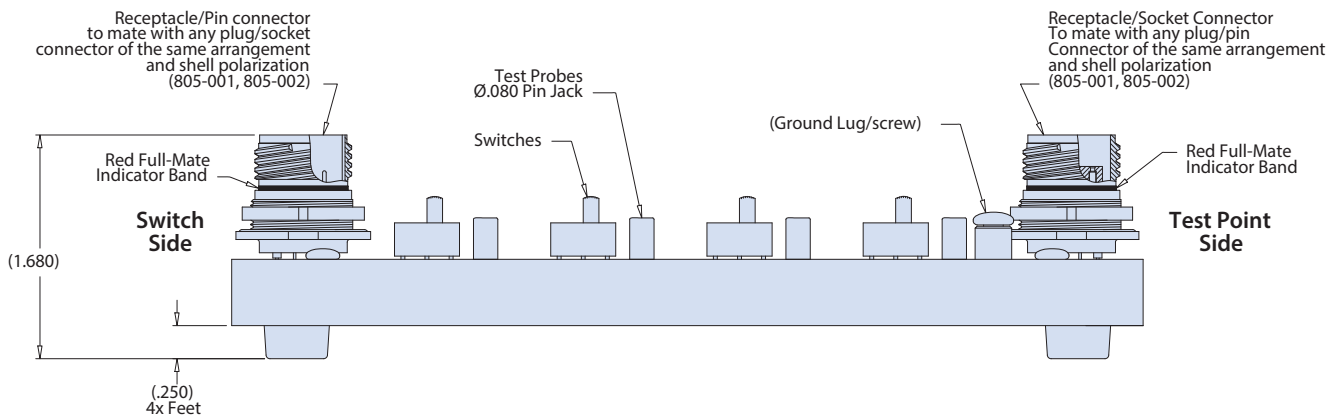 Receptacle/Pin connector
to mate with any plug/socket
connector of the same arrangement
and shell polarization
(805-001, 805-002)
Receptacle/Socket Connector
To mate with any plug/pin
Connector of the same arrangement
and shell polarization
(805-001, 805-002)
Test Probes
Ø.080 Pin Jack
(Ground Lug/screw)
Switches
Red Full-Mate
Indicator Band
Red Full-Mate
Indicator Band
Switch
Side
Test Point
Side
(1.680)
(.250)
4x Feet